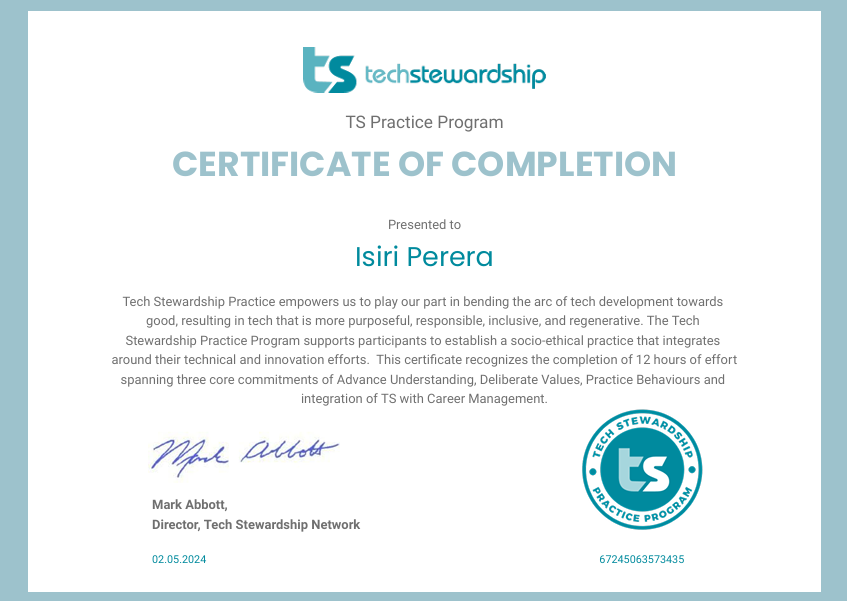 ts techstewardship
TS Practice Program
CERTIFICATE OF COMPLETION
Presented to
Isiri Perera
Tech Stewardship Practice empowers us to play our part in bending the arc of tech development towards
good, resulting in tech that is more purposeful, responsible, inclusive, and regenerative. The Tech
Stewardship Practice Program supports participants to establish a socio-ethical practice that integrates
around their technical and innovation efforts.  This certificate recognizes the completion of 12 hours of effort
spanning three core commitments of Advance Understanding, Deliberate Values, Practice Behaviours and
integration of TS with Career Management.
Mark Abbott
TECH STEWARDSHIP
ts
PRACTICE PROGRAM
Mark Abbott,
Director, Tech Stewardship Network
02.05.2024
67245063573435